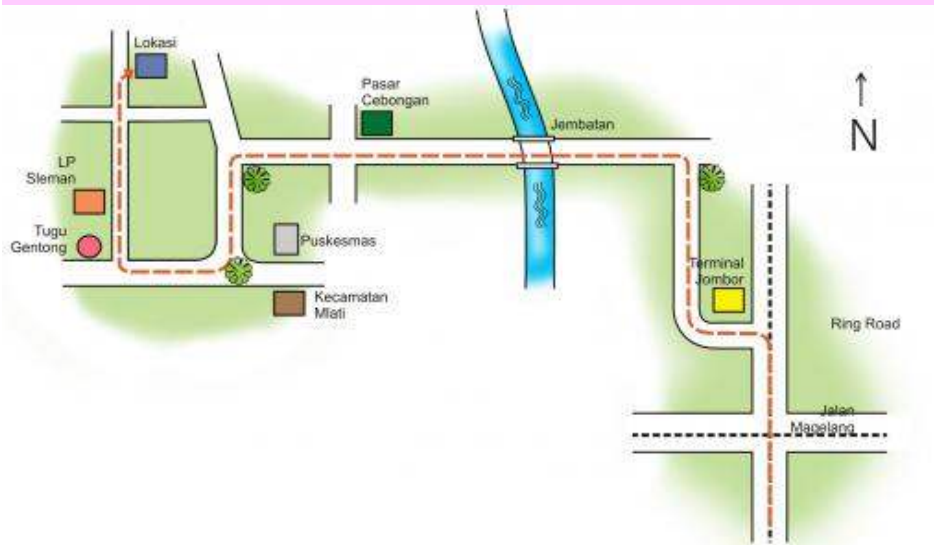 Lokasi
Pasar
Cebongan
Jembatan
N
LP
Sleman
Tugu
Gentong
Puskesmas
Kecamatan
Mlati
Terminal
Jombor
Ring Road
Jalan
Magelang